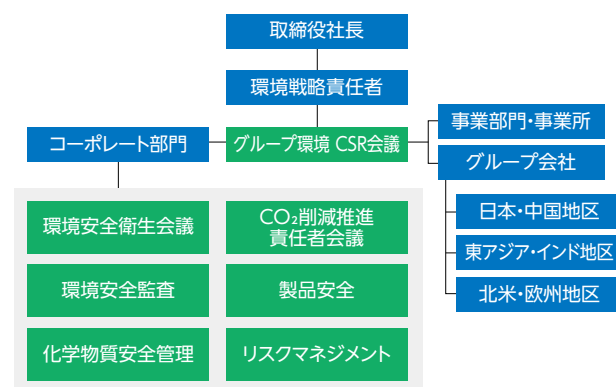 取締役社長
環境戦略責任者
コーポレート部門
グループ環境 CSR会議
事業部門・事業所
グループ会社
日本・中国地区
東アジア・インド地区
北米・欧州地区
環境安全衛生会議
CO₂削減推進
責任者会議
環境安全監査
製品安全
化学物質安全管理
リスクマネジメント